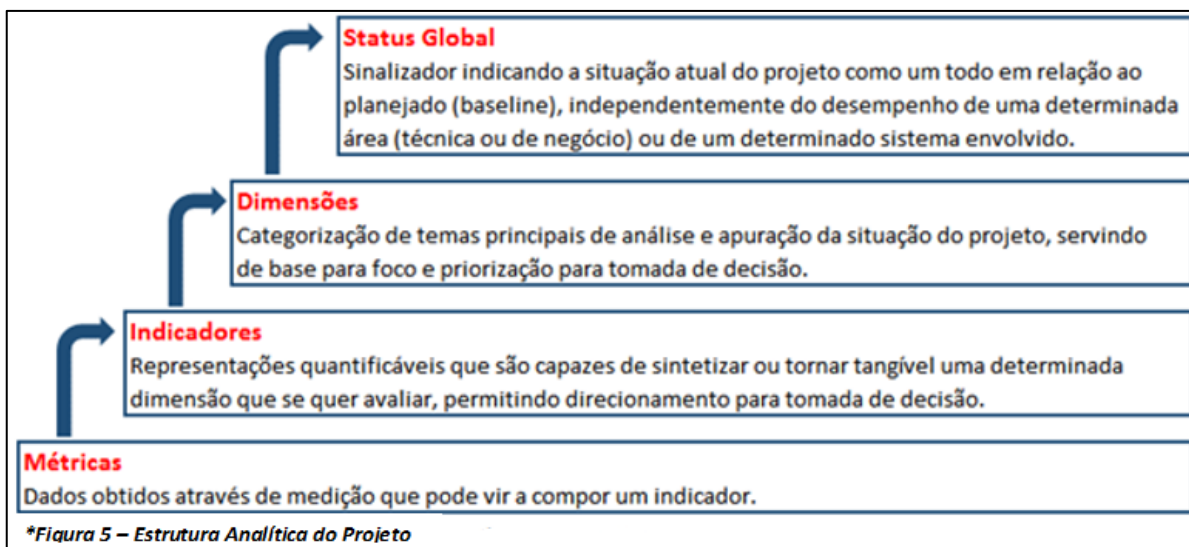 Status Global
Sinalizador indicando a situação atual do projeto como um todo em relação ao
planejado (baseline), independentemente do desempenho de uma determinada
área (técnica ou de negócio) ou de um determinado sistema envolvido.
Dimensões
Categorização de temas principais de análise e apuração da situação do projeto, servindo
de base para foco e priorização para tomada de decisão.
Indicadores
Representações quantificáveis que são capazes de sintetizar ou tornar tangível uma determinada
dimensão que se quer avaliar, permitindo direcionamento para tomada de decisão.
Métricas
Dados obtidos através de medição que pode vir a compor um indicador.
*Figura 5 – Estrutura Analítica do Projeto